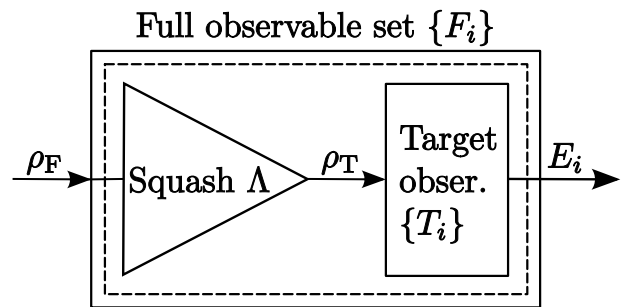 Full observable set {F_i}
ρ_F
Squash Λ
ρ_T
Target
obser.
{T_i}
E_i